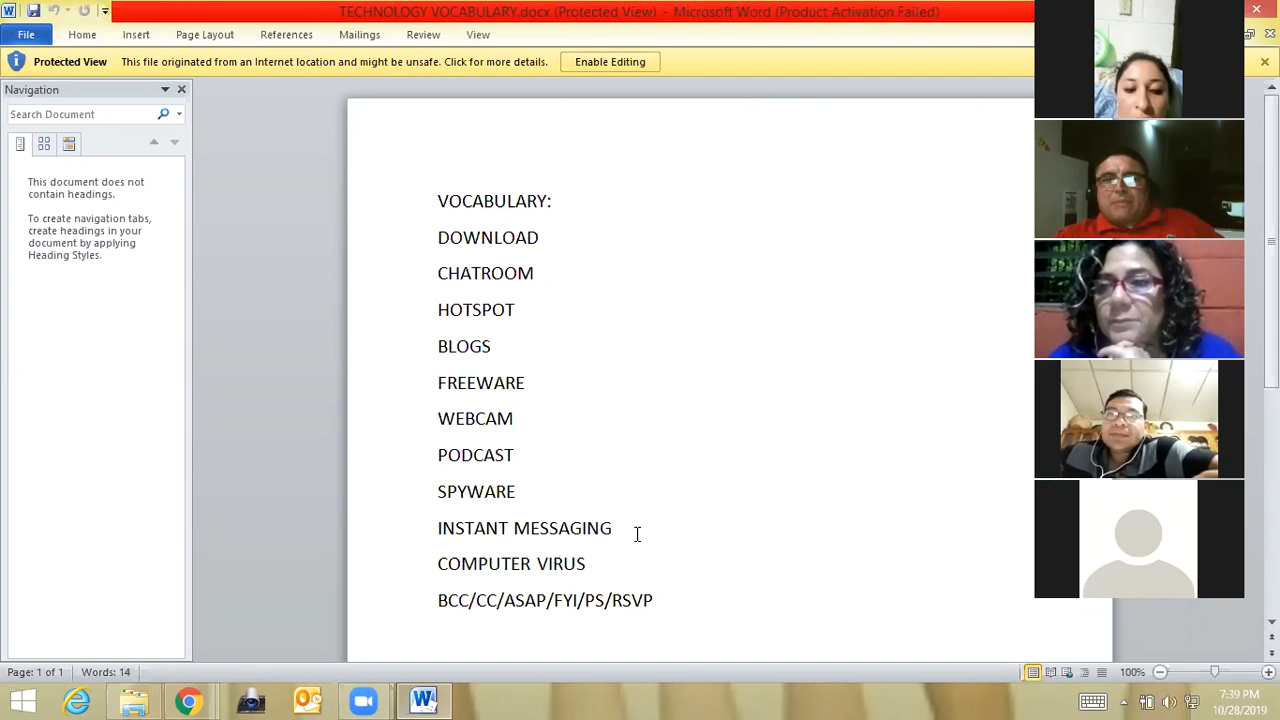 TECHNOLOGY VOCABULARY.docx (Protected View) - Microsoft Word (Product Activation Failed)
File Home Insert Page Layout References Mailings Review View
Protected View This file originated from an Internet location and might be unsafe. Click for more details. Enable Editing
Navigation
Search Document
This document does not
contain headings.
To create navigation tabs,
create headings in your
document by applying
Heading Styles.
VOCABULARY:
DOWNLOAD
CHATROOM
HOTSPOT
BLOGS
FREEWARE
WEBCAM
PODCAST
SPYWARE
INSTANT MESSAGING
COMPUTER VIRUS
BCC/CC/ASAP/FYI/PS/RSVP
Page: 1 of 1 Words: 14 100%
7:39 PM
10/28/2019